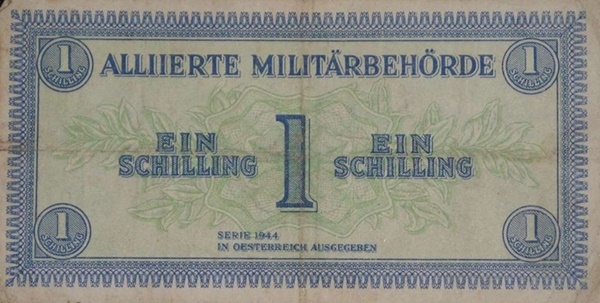 1
SCHILLING
1
SCHILLING
ALLIIERTE MILITÄRBEHÖRDE
EIN
SCHILLING
1
EIN
SCHILLING
SERIE 1944
IN OESTERREICH AUSGEGEBEN
1
SCHILLING
1
SCHILLING